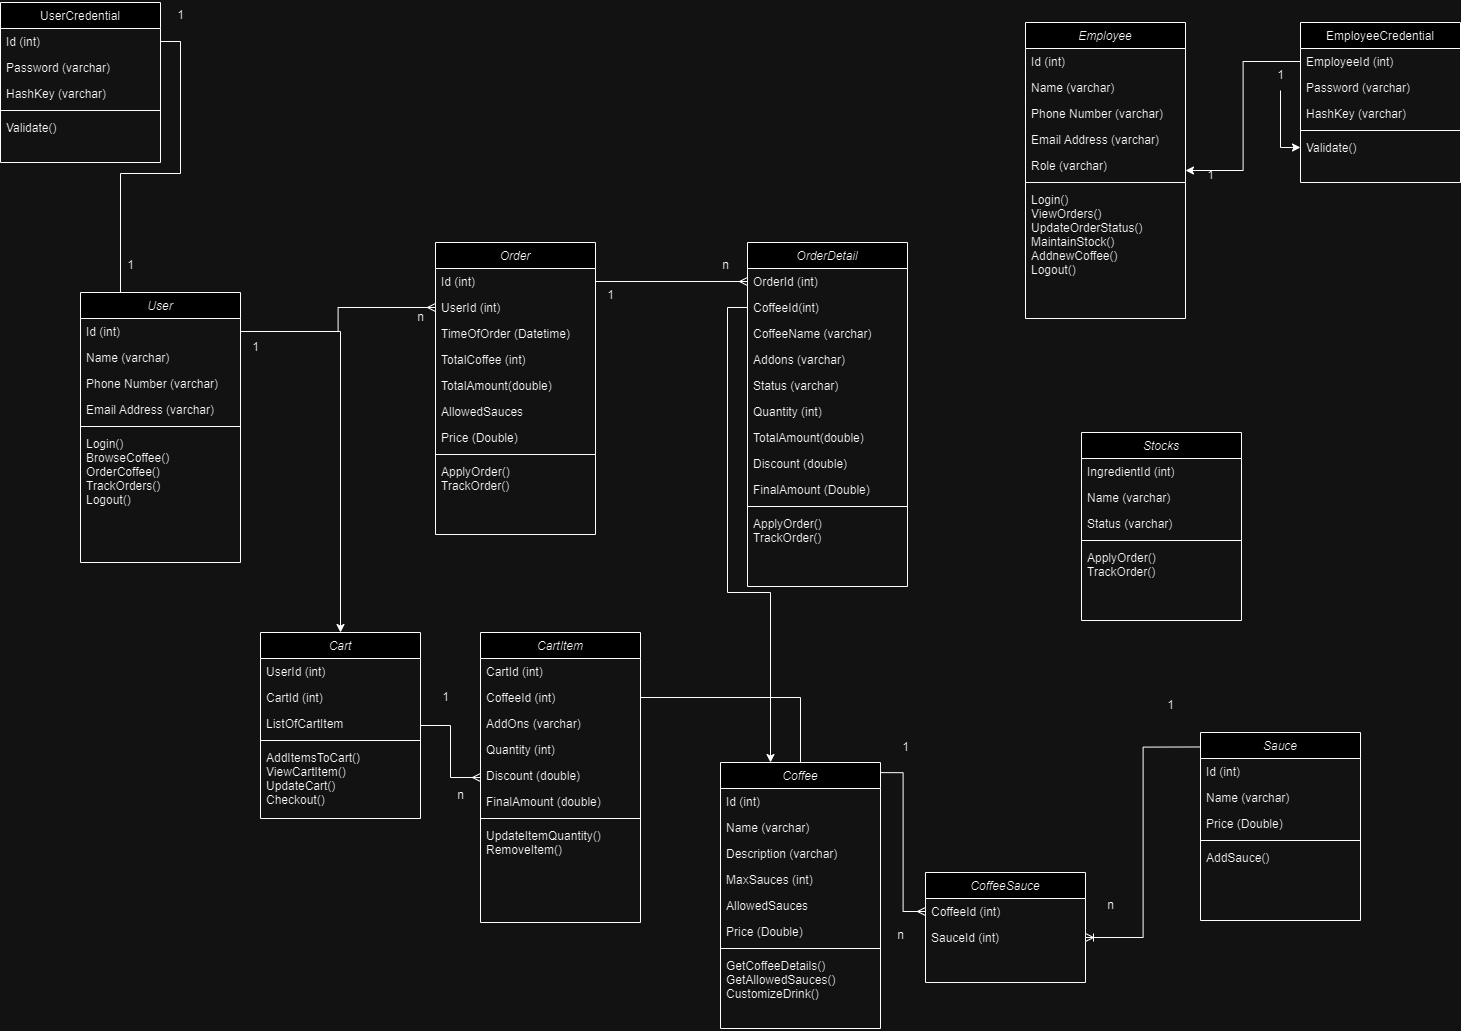 UserCredential
Id (int)
Password (varchar)
HashKey (varchar)
Validate()
1
1
User
Id (int)
Name (varchar)
Phone Number (varchar)
Email Address (varchar)
Login()
BrowseCoffee()
OrderCoffee()
TrackOrders()
Logout()
1
n
Order
Id (int)
UserId (int)
TimeOfOrder (Datetime)
TotalCoffee (int)
TotalAmount(double)
AllowedSauces
Price (Double)
ApplyOrder()
TrackOrder()
1
n
OrderDetail
OrderId (int)
CoffeeId(int)
CoffeeName (varchar)
Addons (varchar)
Status (varchar)
Quantity (int)
TotalAmount(double)
Discount (double)
FinalAmount (Double)
ApplyOrder()
TrackOrder()
Employee
Id (int)
Name (varchar)
Phone Number (varchar)
Email Address (varchar)
Role (varchar)
Login()
ViewOrders()
UpdateOrderStatus()
MaintainStock()
AddnewCoffee()
Logout()
1
1
EmployeeCredential
EmployeeId (int)
Password (varchar)
HashKey (varchar)
Validate()
Stocks
IngredientId (int)
Name (varchar)
Status (varchar)
ApplyOrder()
TrackOrder()
Cart
UserId (int)
CartId (int)
ListOfCartItem
AddItemsToCart()
ViewCartItem()
UpdateCart()
Checkout()
1
n
CartItem
CartId (int)
CoffeeId (int)
AddOns (varchar)
Quantity (int)
Discount (double)
FinalAmount (double)
UpdateItemQuantity()
RemoveItem()
Coffee
Id (int)
Name (varchar)
Description (varchar)
MaxSauces (int)
AllowedSauces
Price (Double)
GetCoffeeDetails()
GetAllowedSauces()
CustomizeDrink()
1
n
CoffeeSauce
CoffeeId (int)
SauceId (int)
n
1
Sauce
Id (int)
Name (varchar)
Price (Double)
AddSauce()